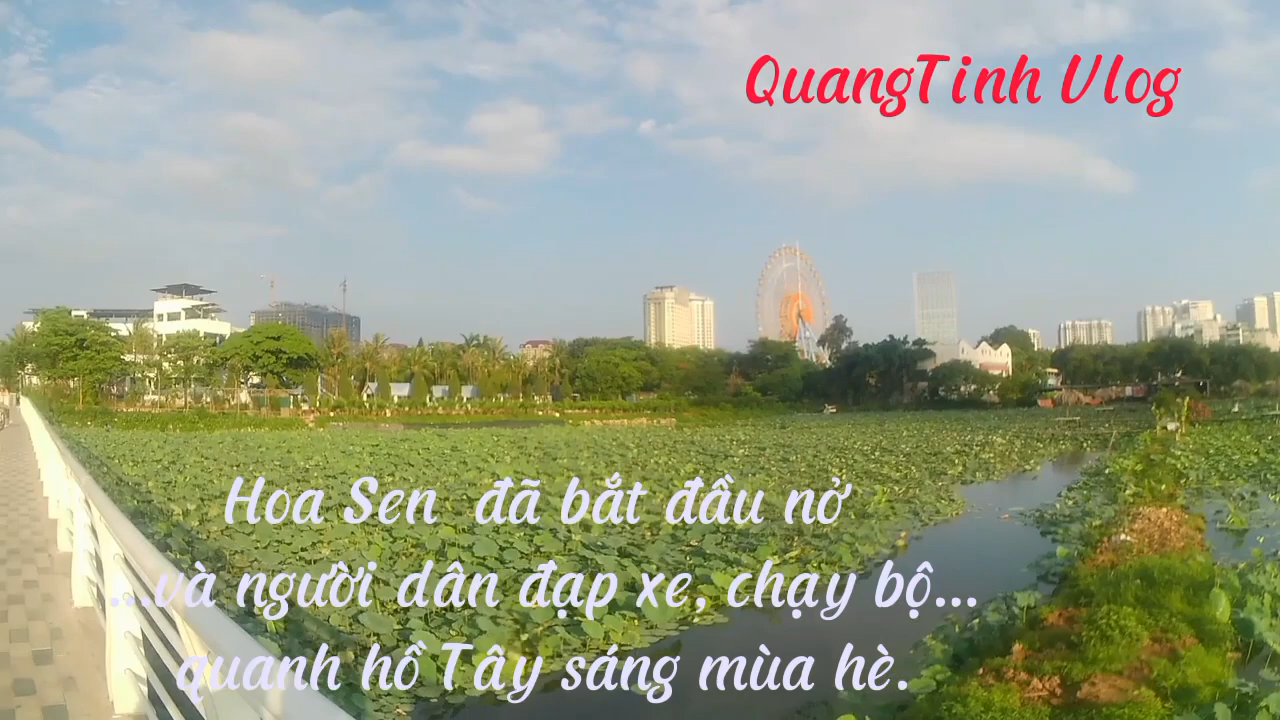 QuangTinh Vlog
Hoa Sen đã bắt đầu nở
...và người dân đạp xe, chạy bộ...
quanh hồ Tây sáng mùa hè.